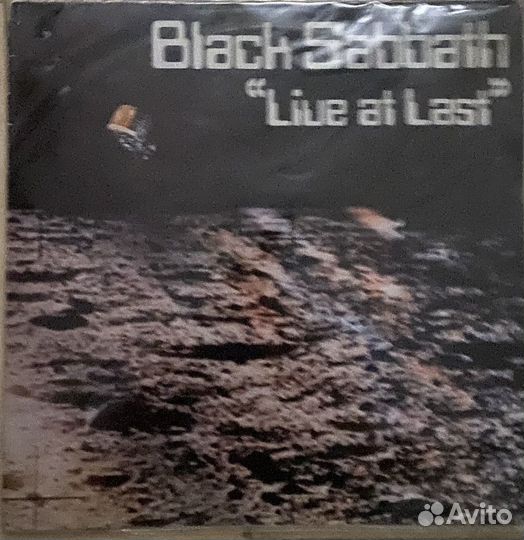 Black Sabbath
“Live at Last”
Avito